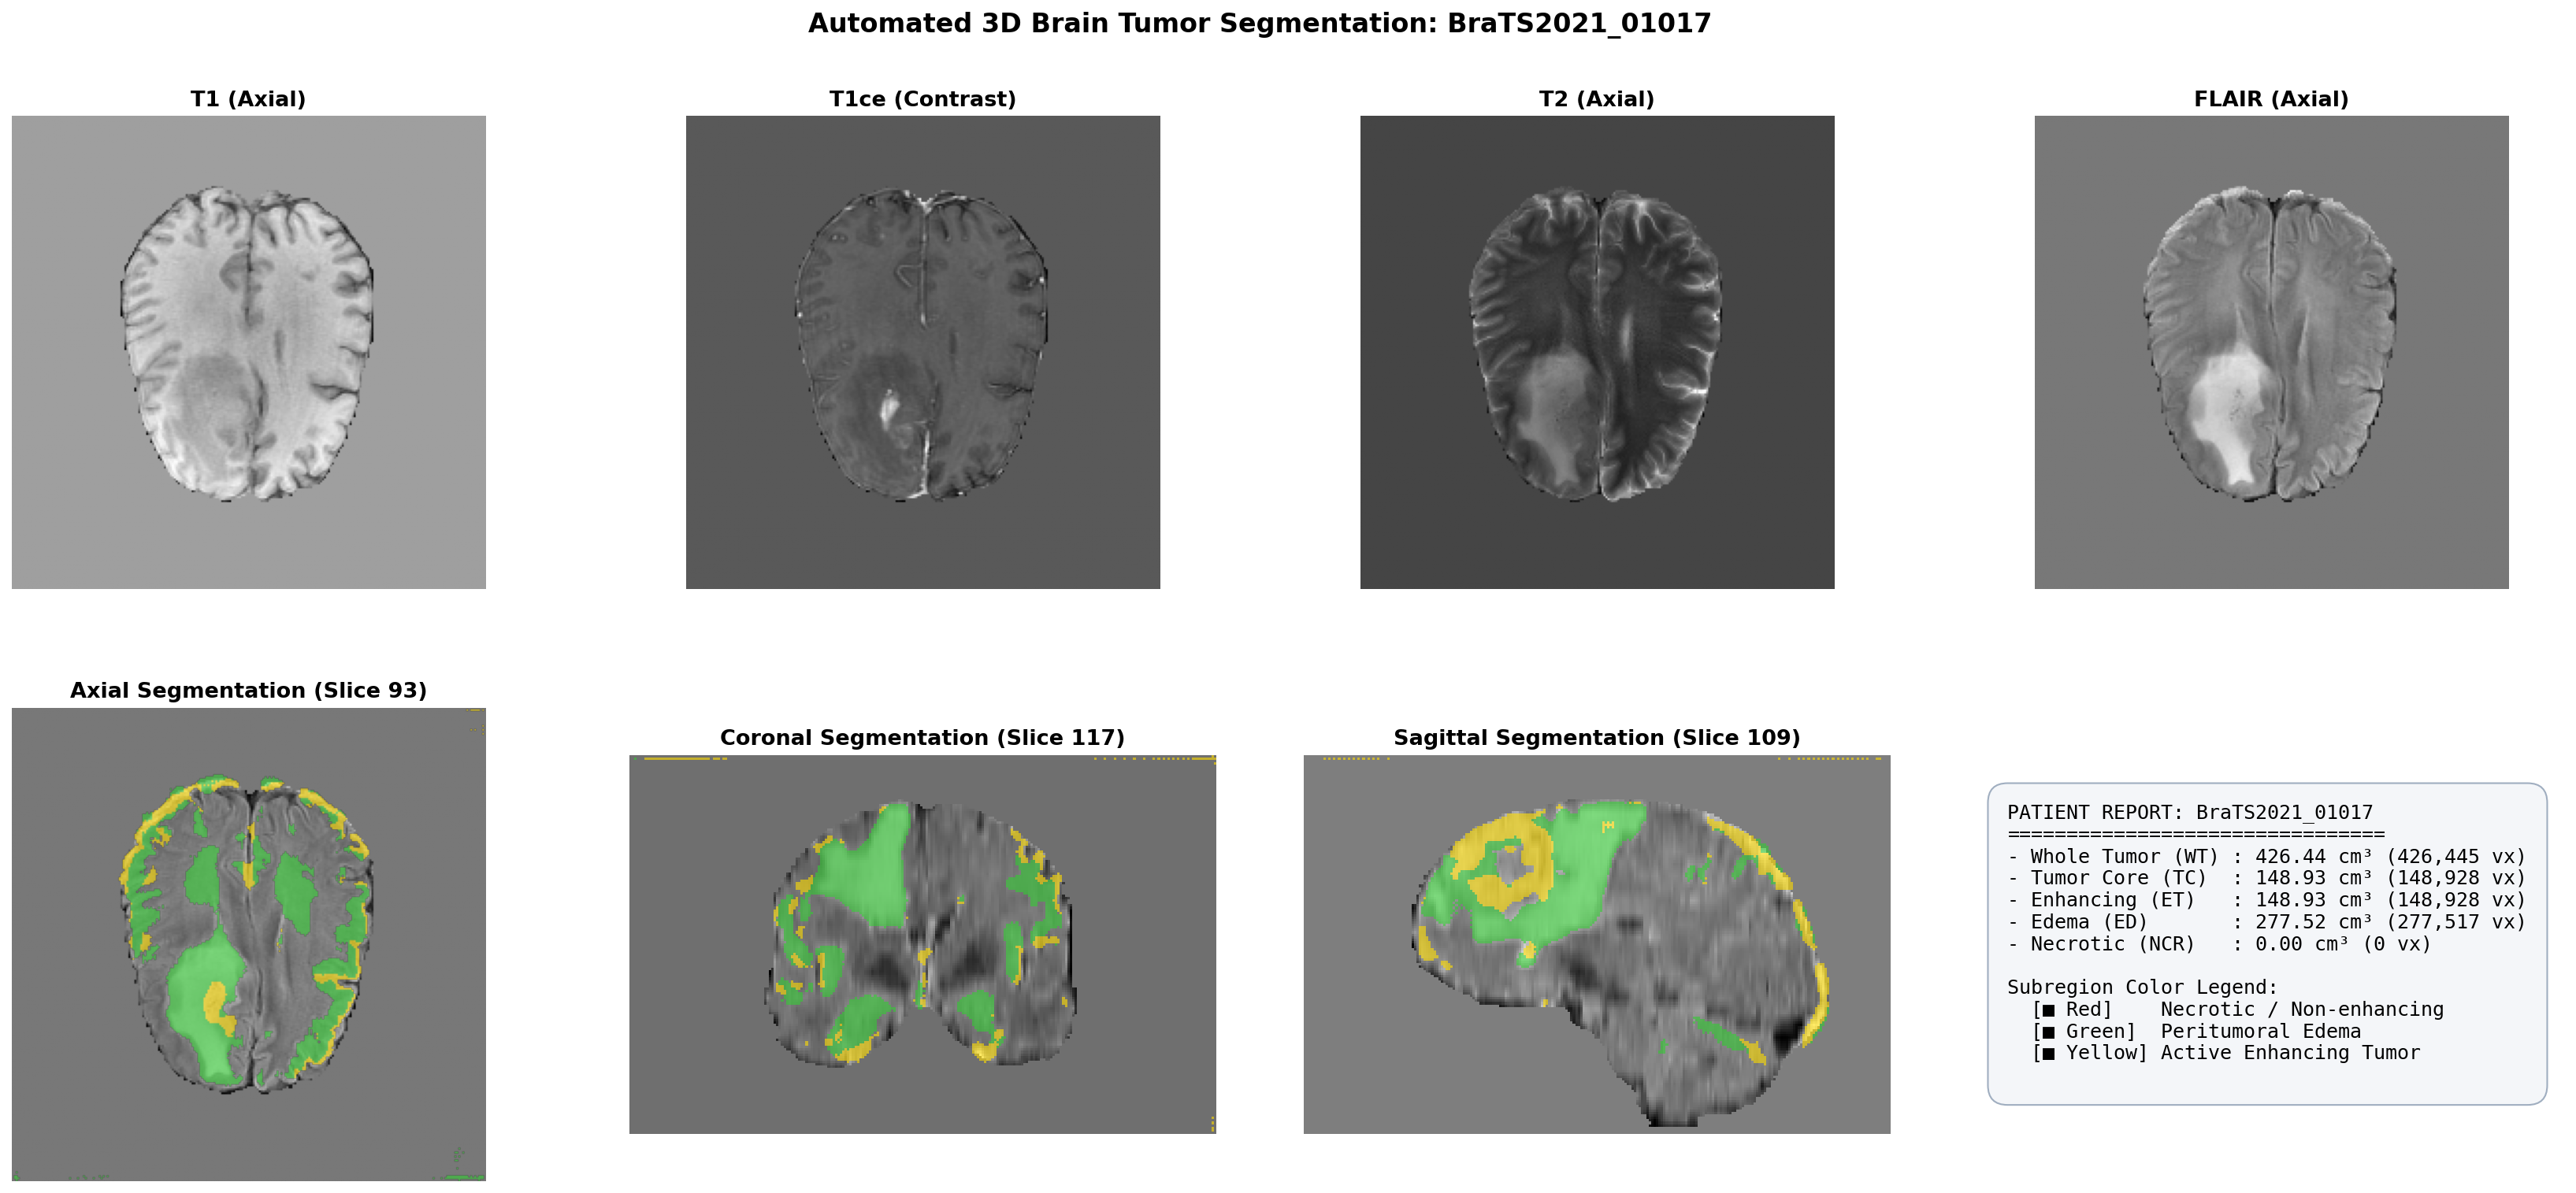 Automated 3D Brain Tumor Segmentation: BraTS2021_01017
T1 (Axial)
T1ce (Contrast)
T2 (Axial)
FLAIR (Axial)
Axial Segmentation (Slice 93)
Coronal Segmentation (Slice 117)
Sagittal Segmentation (Slice 109)
PATIENT REPORT: BraTS2021_01017
================================
- Whole Tumor (WT) : 426.44 cm³ (426,445 vx)
- Tumor Core (TC)  : 148.93 cm³ (148,928 vx)
- Enhancing (ET)   : 148.93 cm³ (148,928 vx)
- Edema (ED)       : 277.52 cm³ (277,517 vx)
- Necrotic (NCR)   : 0.00 cm³ (0 vx)
Subregion Color Legend:
[■ Red]    Necrotic / Non-enhancing
[■ Green]  Peritumoral Edema
[■ Yellow] Active Enhancing Tumor